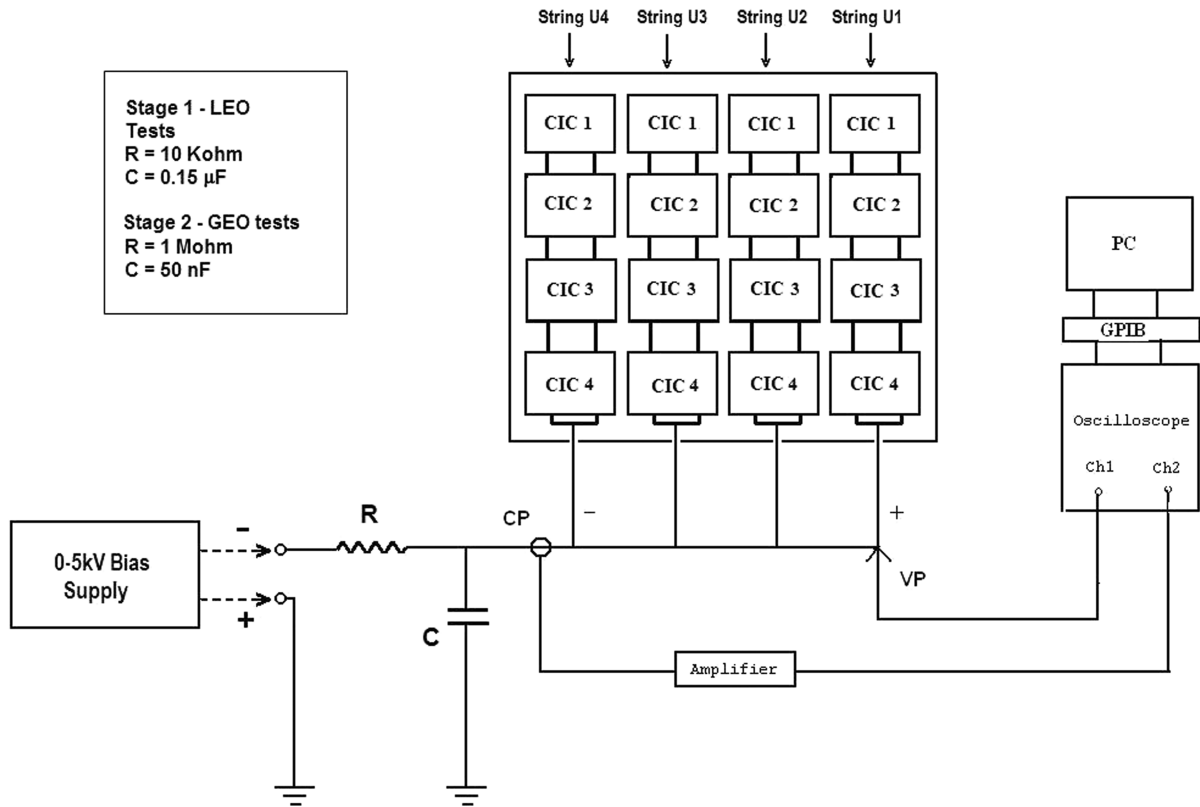 String U4 String U3 String U2 String U1
Stage 1 - LEO
Tests
R = 10 Kohm
C = 0.15 µF
Stage 2 - GEO tests
R = 1 Mohm
C = 50 nF
CIC 1 CIC 1 CIC 1 CIC 1
CIC 2 CIC 2 CIC 2 CIC 2
CIC 3 CIC 3 CIC 3 CIC 3
CIC 4 CIC 4 CIC 4 CIC 4
PC
GPIB
Oscilloscope
Ch1 Ch2
0-5kV Bias
Supply
-
+
R
C
CP
-
+
VP
Amplifier